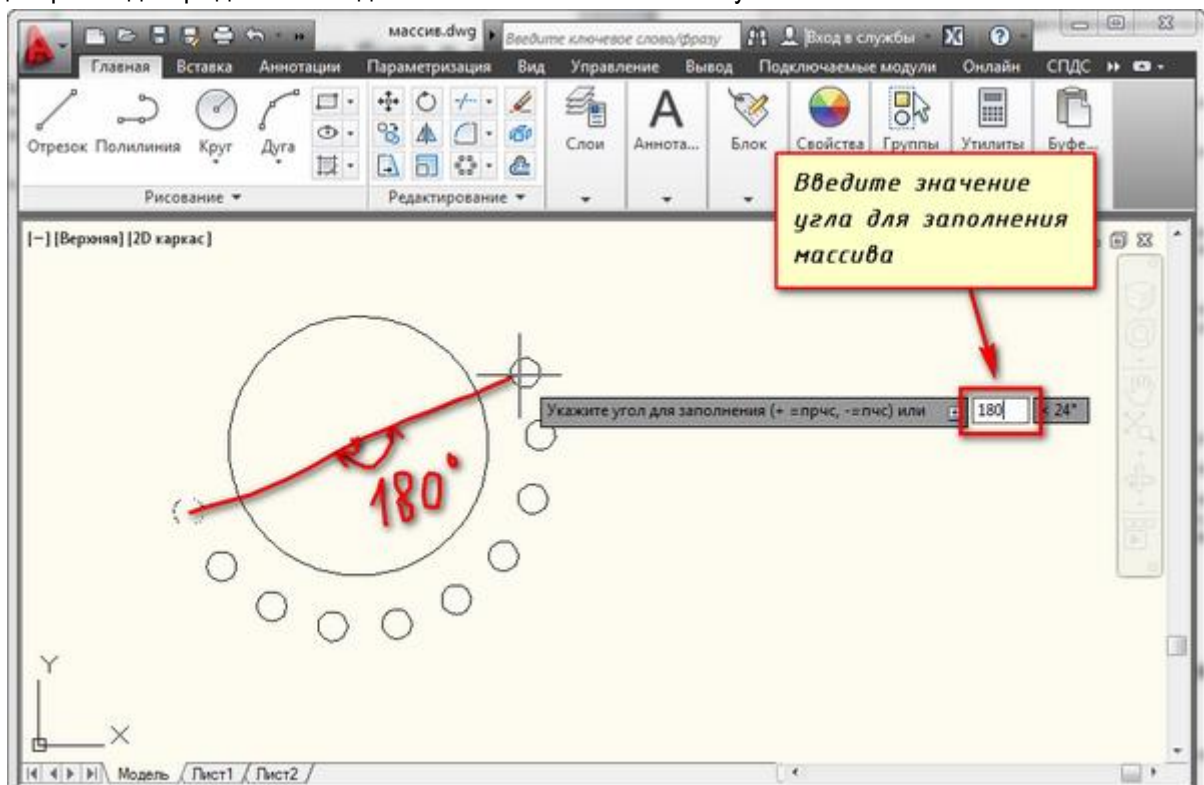 массив.dwg Введите ключевое слово/фразу Вход в службы
Главная Вставка Аннотации Параметризация Вид Управление Вывод Подключаемые модули Онлайн СПДС
Отрезок Полилиния Круг Дуга Слои Аннота... Блок Свойства Группы Утилиты Буфе...
Рисование Редактирование
Введите значение
угла для заполнения
массива
[–] [Верхняя] [2D каркас]
Укажите угол для заполнения (+ =прчс, -=пчс) или 180 < 24°
180°
Y
X
Модель Лист1 Лист2